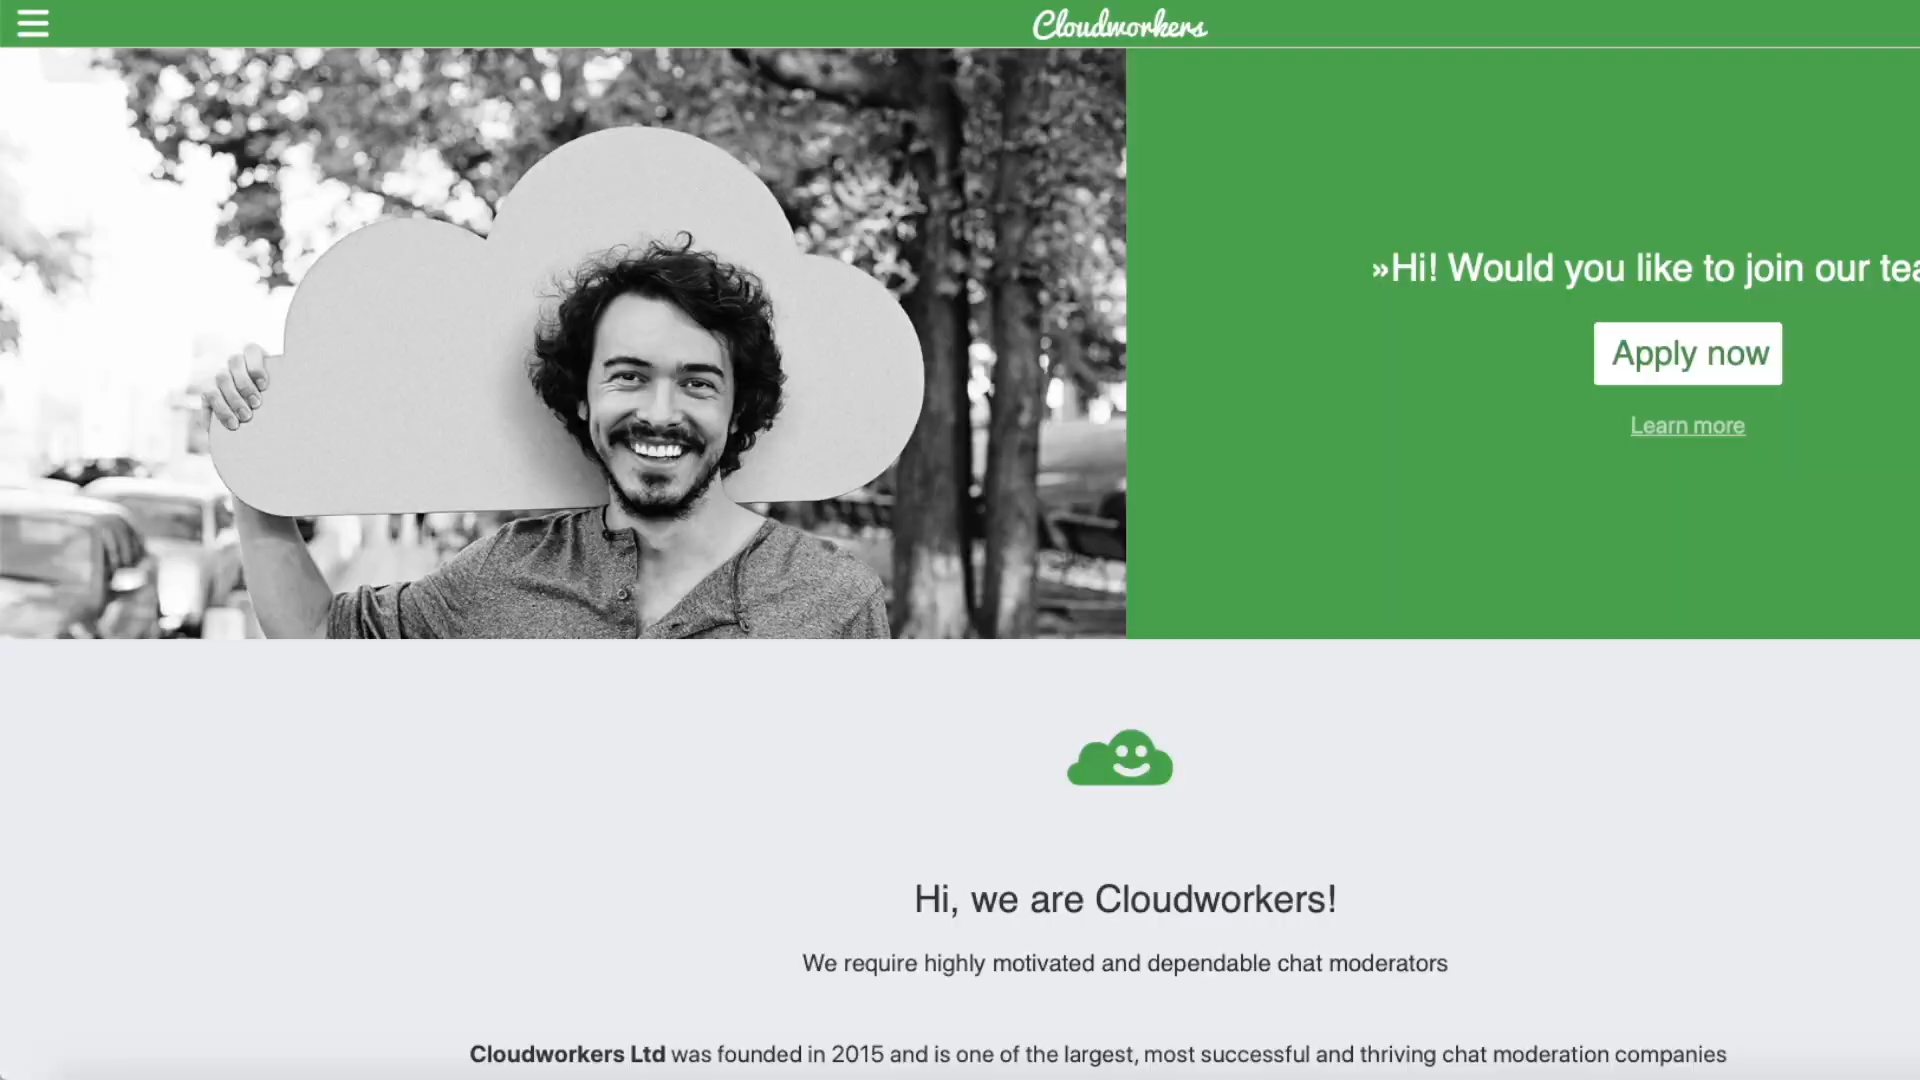 Cloudworkers
»Hi! Would you like to join our tea
Apply now
Learn more
Hi, we are Cloudworkers!
We require highly motivated and dependable chat moderators
Cloudworkers Ltd was founded in 2015 and is one of the largest, most successful and thriving chat moderation companies